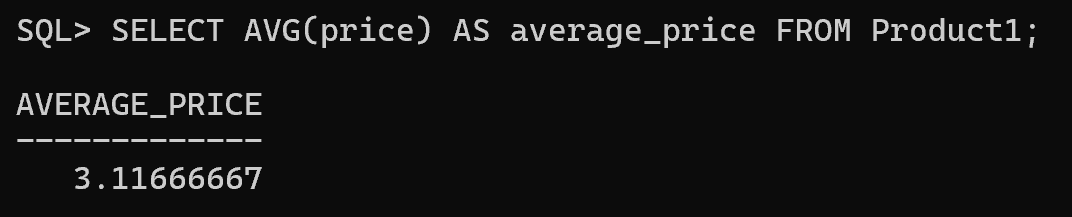 SQL> SELECT AVG(price) AS average_price FROM Product1;
AVERAGE_PRICE
-------------
3.11666667